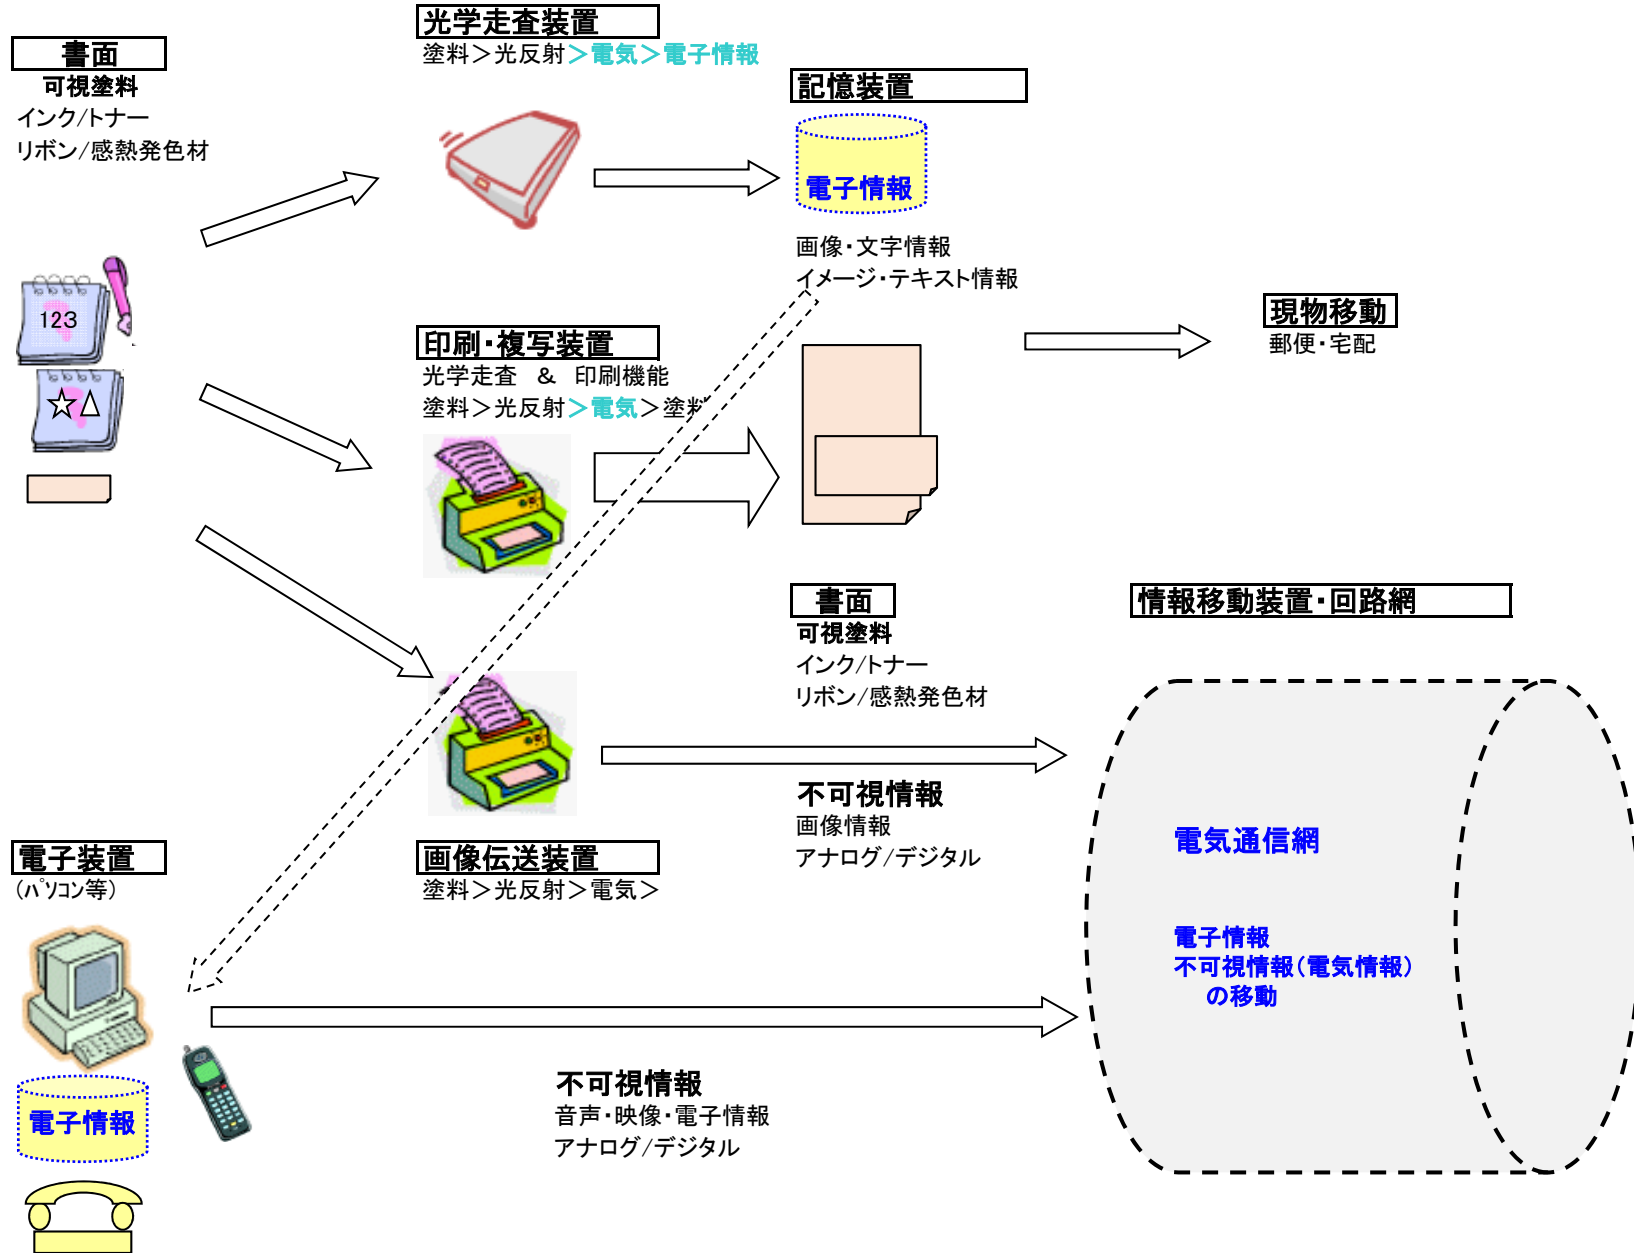 光学走査装置
塗料＞光反射＞電気＞電子情報
書面
可視塗料
インク/トナー
リボン/感熱発色材
記憶装置
電子情報
画像・文字情報
イメージ・テキスト情報
123
☆△
印刷・複写装置
光学走査　＆　印刷機能
塗料＞光反射＞電気＞塗料
現物移動
郵便・宅配
書面
可視塗料
インク/トナー
リボン/感熱発色材
情報移動装置・回路網
不可視情報
画像情報
アナログ/デジタル
電気通信網
電子情報
不可視情報（電気情報）
の移動
画像伝送装置
塗料＞光反射＞電気＞
電子装置
(ﾊﾟｿｺﾝ等)
電子情報
不可視情報
音声・映像・電子情報
アナログ/デジタル